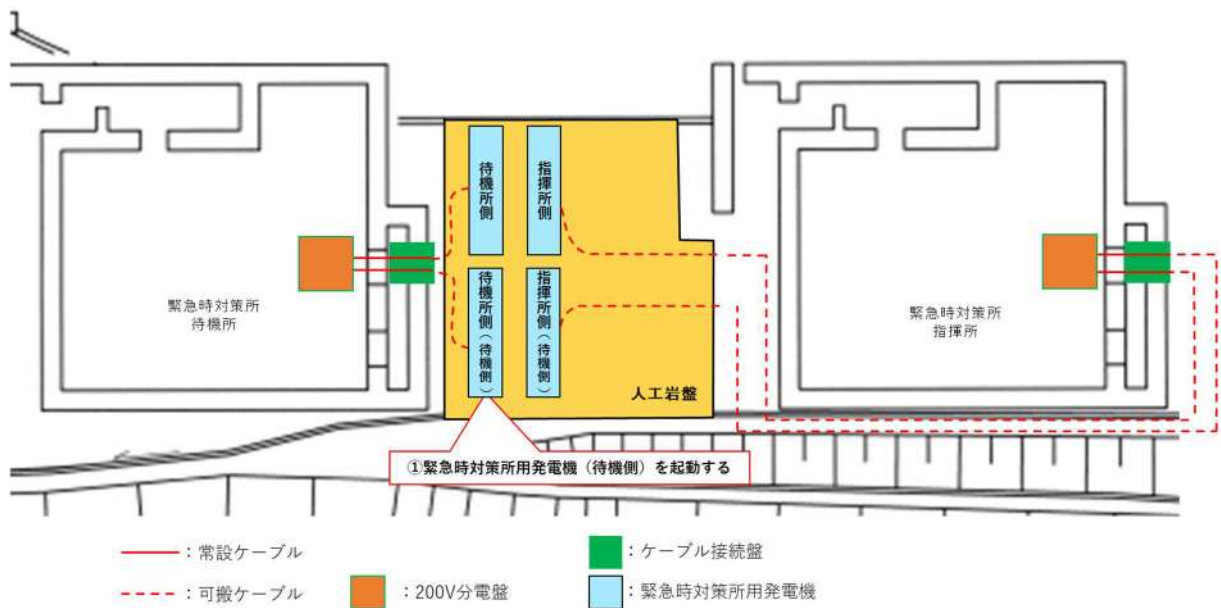 待機所側
指揮所側
待機所側（待機側）
指揮所側（待機側）
緊急時対策所
待機所
緊急時対策所
指揮所
人工岩盤
①緊急時対策所用発電機（待機側）を起動する
：常設ケーブル
：ケーブル接続盤
：可搬ケーブル
：200V分電盤
：緊急時対策所用発電機